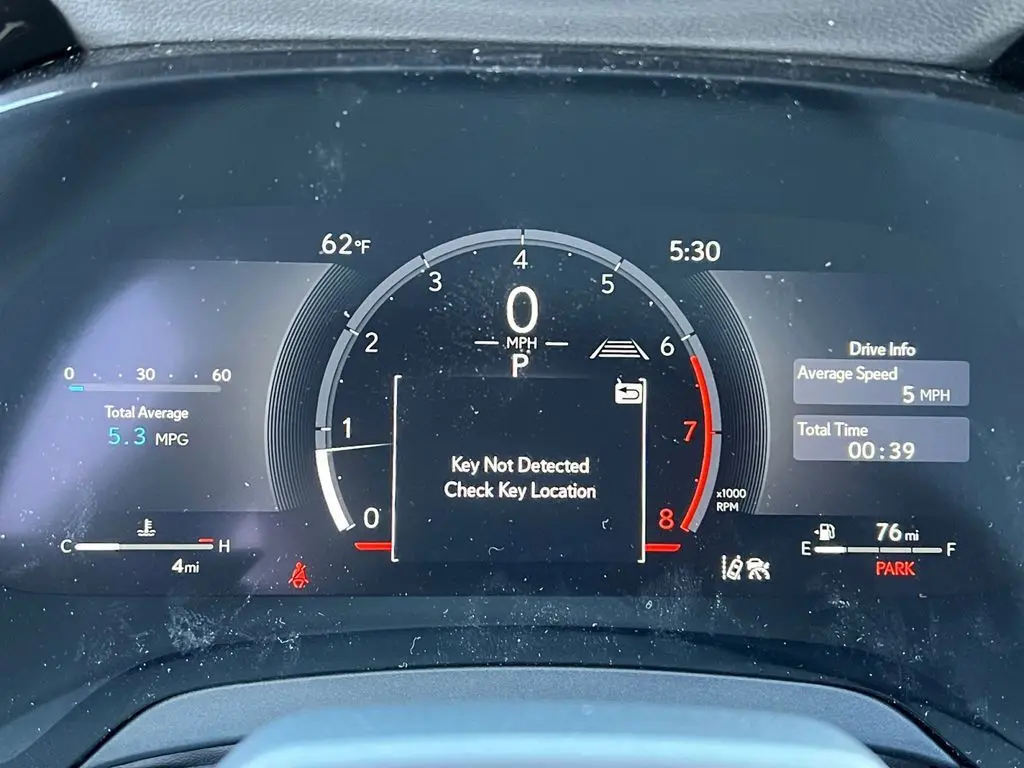 62°F
5:30
0 30 60
Total Average
5.3 MPG
C H
4 mi
0
1
2
3
4
5
6
7
8
x1000
RPM
0
MPH
P
Key Not Detected
Check Key Location
Drive Info
Average Speed
5 MPH
Total Time
00:39
76 mi
E F
PARK